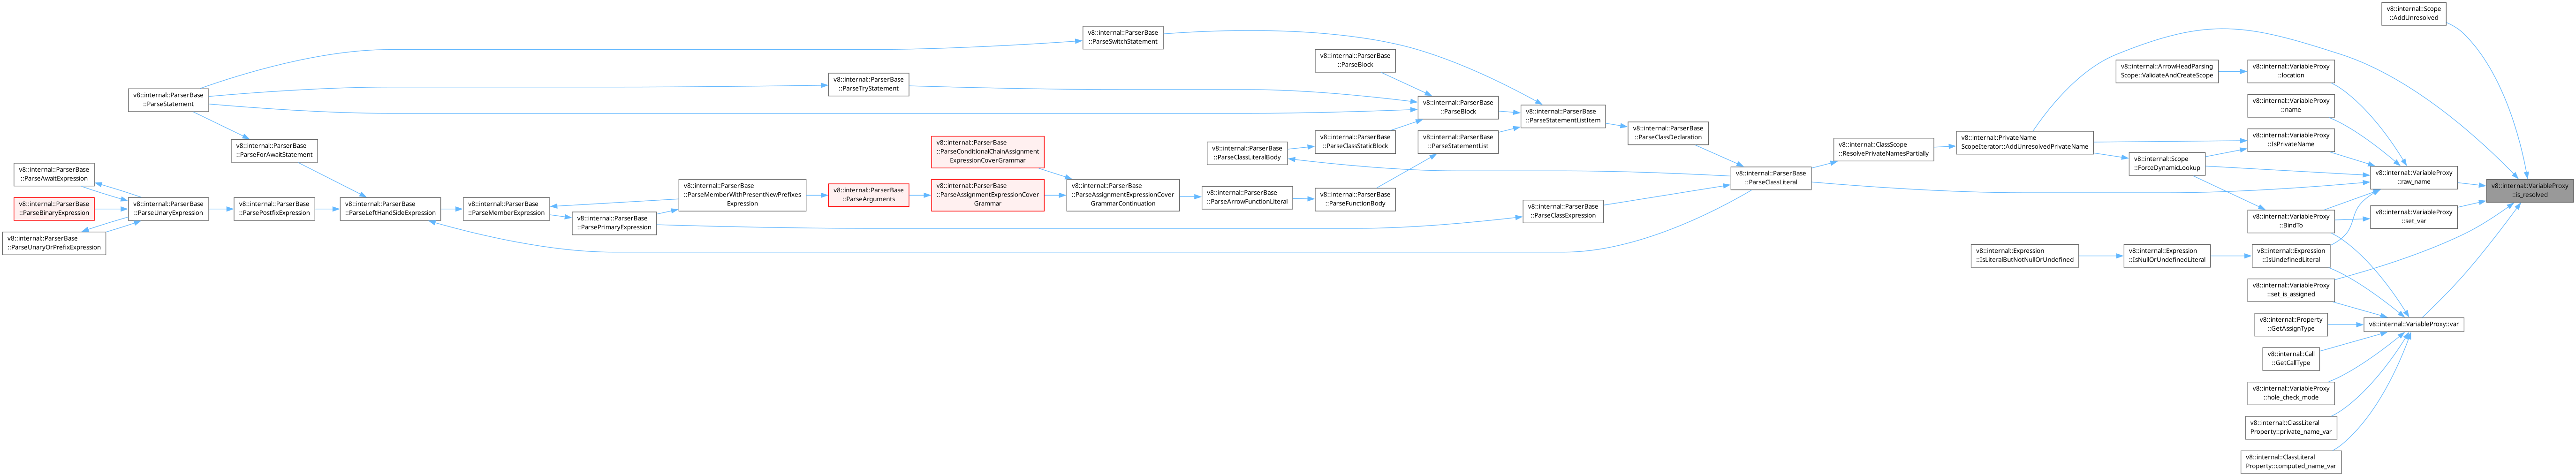 v8::internal::Scope
::AddUnresolved
v8::internal::ParserBase
::ParseSwitchStatement
v8::internal::ParserBase
::ParseBlock
v8::internal::ArrowHeadParsing
Scope::ValidateAndCreateScope
v8::internal::VariableProxy
::location
v8::internal::ParserBase
::ParseTryStatement
v8::internal::ParserBase
::ParseStatement
v8::internal::ParserBase
::ParseBlock
v8::internal::VariableProxy
::name
v8::internal::ParserBase
::ParseStatementListItem
v8::internal::ParserBase
::ParseClassDeclaration
v8::internal::PrivateName
ScopeIterator::AddUnresolvedPrivateName
v8::internal::VariableProxy
::IsPrivateName
v8::internal::ParserBase
::ParseForAwaitStatement
v8::internal::ParserBase
::ParseConditionalChainAssignment
ExpressionCoverGrammar
v8::internal::ParserBase
::ParseClassLiteralBody
v8::internal::ParserBase
::ParseClassStaticBlock
v8::internal::ParserBase
::ParseStatementList
v8::internal::ClassScope
::ResolvePrivateNamesPartially
v8::internal::Scope
::ForceDynamicLookup
v8::internal::ParserBase
::ParseAwaitExpression
v8::internal::ParserBase
::ParseClassLiteral
v8::internal::VariableProxy
::raw_name
v8::internal::VariableProxy
::is_resolved
v8::internal::ParserBase
::ParseBinaryExpression
v8::internal::ParserBase
::ParseUnaryExpression
v8::internal::ParserBase
::ParsePostfixExpression
v8::internal::ParserBase
::ParseLeftHandSideExpression
v8::internal::ParserBase
::ParseMemberExpression
v8::internal::ParserBase
::ParsePrimaryExpression
v8::internal::ParserBase
::ParseMemberWithPresentNewPrefixes
Expression
v8::internal::ParserBase
::ParseArguments
v8::internal::ParserBase
::ParseAssignmentExpressionCover
Grammar
v8::internal::ParserBase
::ParseAssignmentExpressionCover
GrammarContinuation
v8::internal::ParserBase
::ParseArrowFunctionLiteral
v8::internal::ParserBase
::ParseFunctionBody
v8::internal::ParserBase
::ParseClassExpression
v8::internal::VariableProxy
::BindTo
v8::internal::VariableProxy
::set_var
v8::internal::ParserBase
::ParseUnaryOrPrefixExpression
v8::internal::Expression
::IsLiteralButNotNullOrUndefined
v8::internal::Expression
::IsNullOrUndefinedLiteral
v8::internal::Expression
::IsUndefinedLiteral
v8::internal::VariableProxy
::set_is_assigned
v8::internal::Property
::GetAssignType
v8::internal::VariableProxy::var
v8::internal::Call
::GetCallType
v8::internal::VariableProxy
::hole_check_mode
v8::internal::ClassLiteral
Property::private_name_var
v8::internal::ClassLiteral
Property::computed_name_var